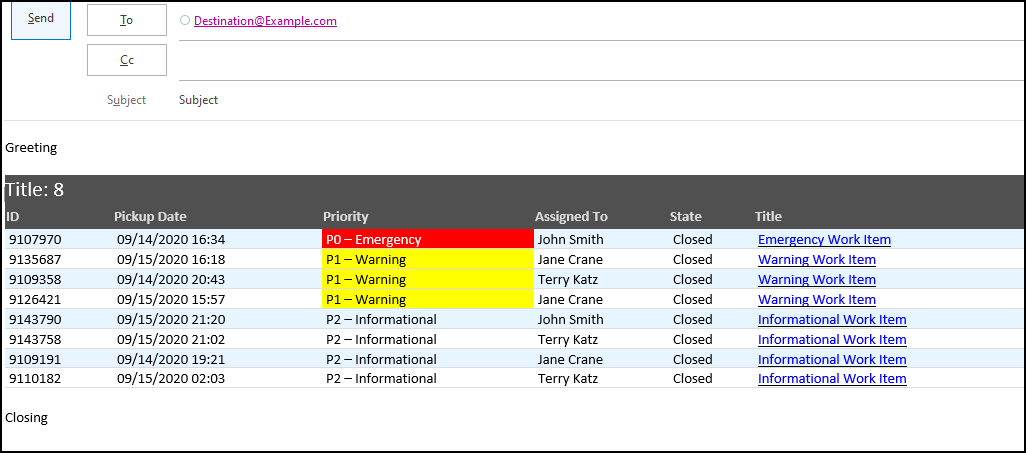 Send
To
Destination@Example.com
Cc
Subject Subject
Greeting
Title: 8
ID Pickup Date Priority Assigned To State Title
9107970 09/14/2020 16:34 P0 – Emergency John Smith Closed Emergency Work Item
9135687 09/15/2020 16:18 P1 – Warning Jane Crane Closed Warning Work Item
9109358 09/14/2020 20:43 P1 – Warning Terry Katz Closed Warning Work Item
9126421 09/15/2020 15:57 P1 – Warning Jane Crane Closed Warning Work Item
9143790 09/15/2020 21:20 P2 – Informational John Smith Closed Informational Work Item
9143758 09/15/2020 21:02 P2 – Informational Terry Katz Closed Informational Work Item
9109191 09/14/2020 19:21 P2 – Informational Jane Crane Closed Informational Work Item
9110182 09/15/2020 02:03 P2 – Informational Terry Katz Closed Informational Work Item
Closing